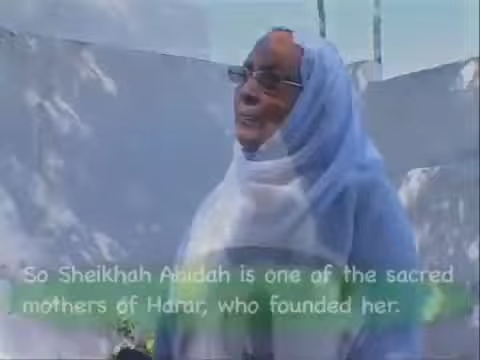 So Sheikhah Abidah is one of the sacred
mothers of Harar, who founded her.